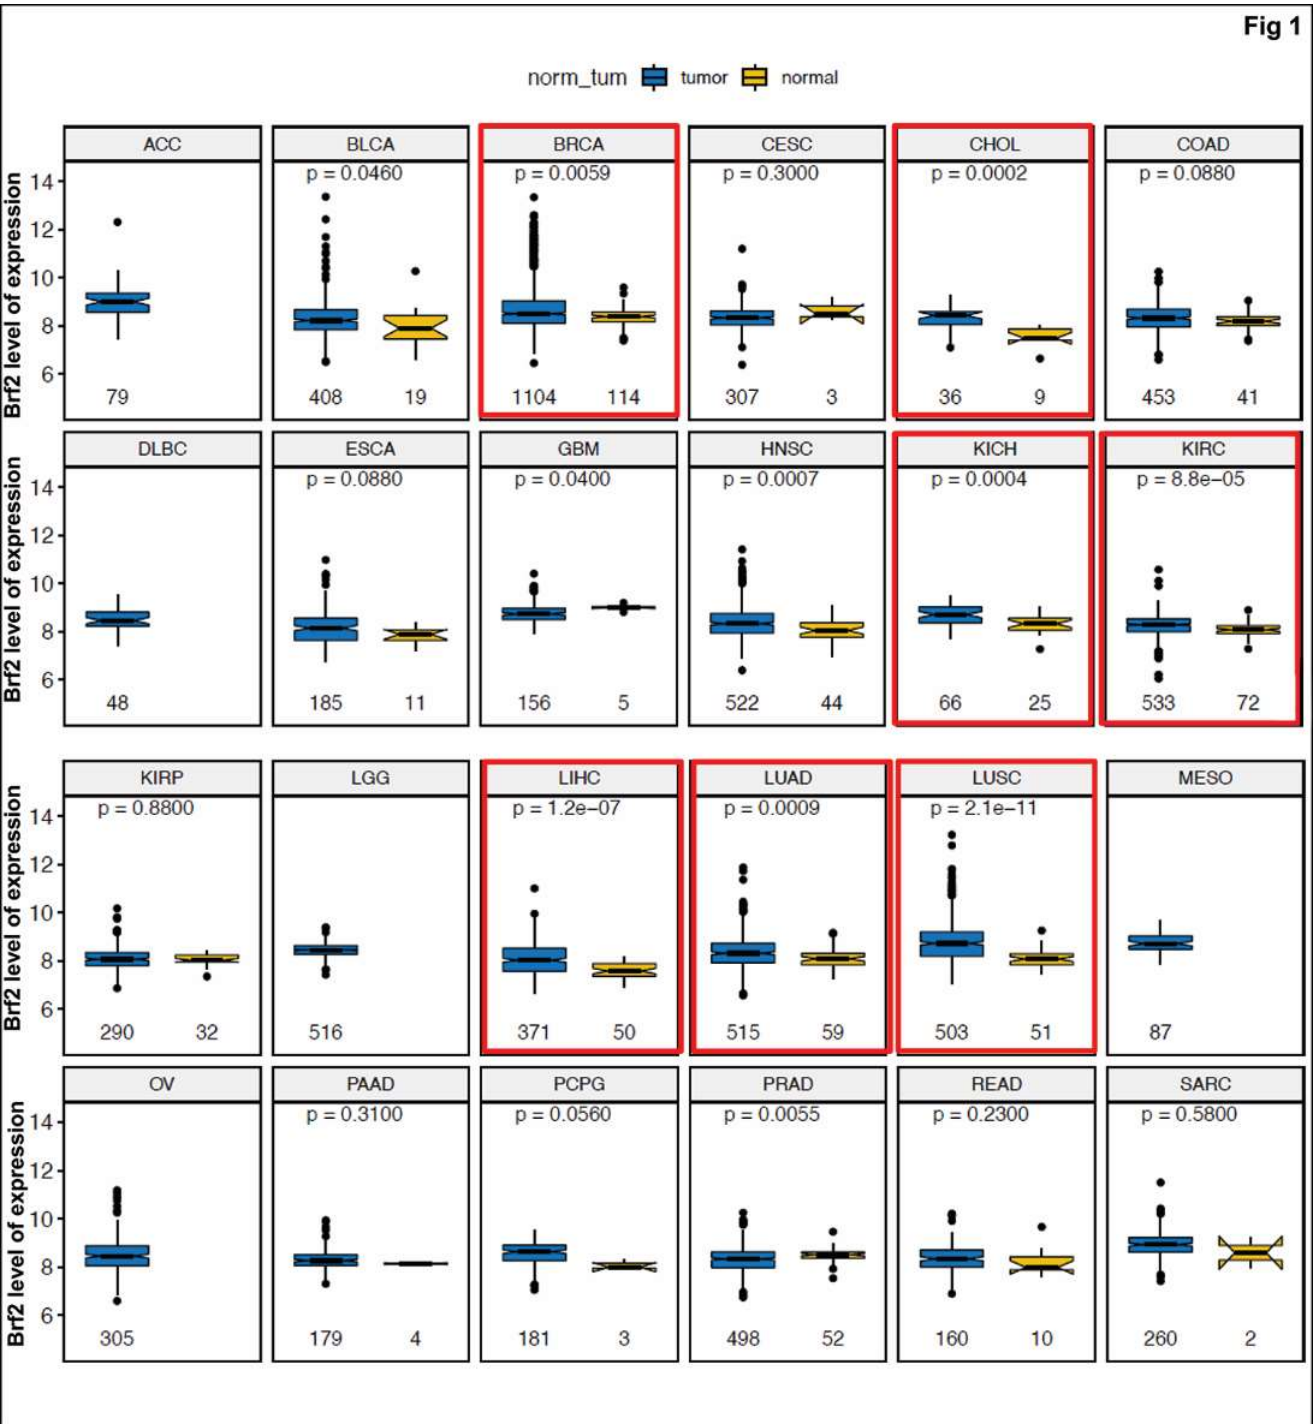 Fig 1
norm_tum tumor normal
ACC BLCA BRCA CESC CHOL COAD
p = 0.0460 p = 0.0059 p = 0.3000 p = 0.0002 p = 0.0880
Brf2 level of expression
14
12
10
8
6
79 408 19 1104 114 307 3 36 9 453 41
DLBC ESCA GBM HNSC KICH KIRC
p = 0.0880 p = 0.0400 p = 0.0007 p = 0.0004 p = 8.8e−05
Brf2 level of expression
14
12
10
8
6
48 185 11 156 5 522 44 66 25 533 72
KIRP LGG LIHC LUAD LUSC MESO
p = 0.8800 p = 1.2e−07 p = 0.0009 p = 2.1e−11
Brf2 level of expression
14
12
10
8
6
290 32 516 371 50 515 59 503 51 87
OV PAAD PCPG PRAD READ SARC
p = 0.3100 p = 0.0560 p = 0.0055 p = 0.2300 p = 0.5800
Brf2 level of expression
14
12
10
8
6
305 179 4 181 3 498 52 160 10 260 2